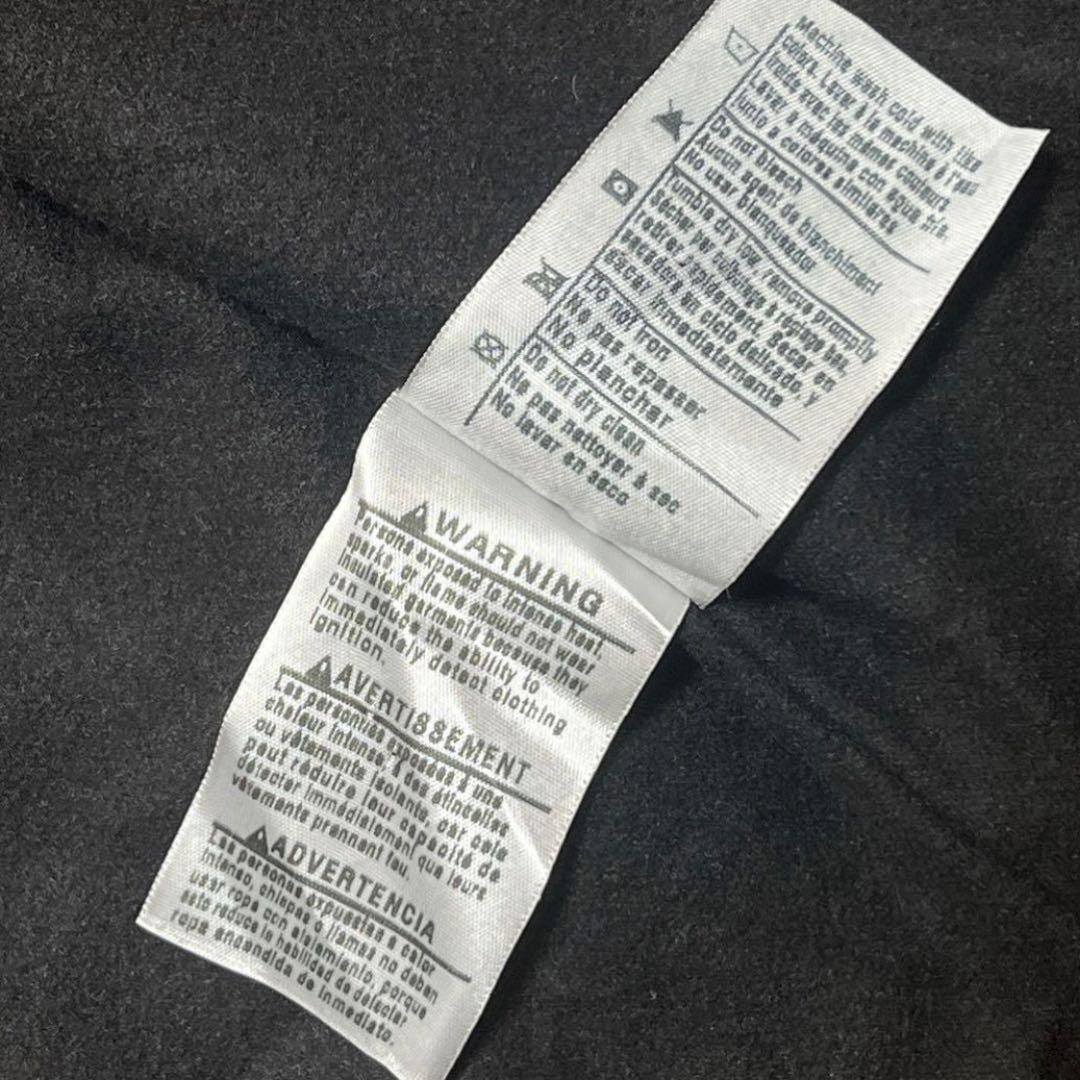 Machine wash cold with like
colors. Laver à la machine à l'eau
froide avec les mêmes couleurs.
Lavar a máquina con agua fría,
junto a colores similares
Do not bleach
Aucun agent de blanchiment
No usar blanqueador
Tumble dry low, remove promptly
Sécher par culbutage à réglage bas,
retirer rapidement. Secar en
secadora en ciclo delicado. Y
sacar immediatamente
Do not iron
Ne pas repasser
No planchar
Do not dry clean
Ne pas nettoyer à sec
No lavar en seco
WARNING
Persons exposed to intense heat,
sparks, or flame should not wear
insulated garments because they
can reduce the ability to
immediately detect clothing
ignition.
AVERTISSEMENT
Les personnes exposées à une
chaleur intense, à des étincelles
ou vêtements isolants, car cela
peut réduire leur capacité de
détecter immédiatement que leurs
vêrements prennent feu.
ADVERTENCIA
Las personas expuestas a calor
intenso, chispas o llamas no deben
usar ropa con aislamiento, porque
esto reduce la habilidad de detectar
ropa encendida de inmediato.